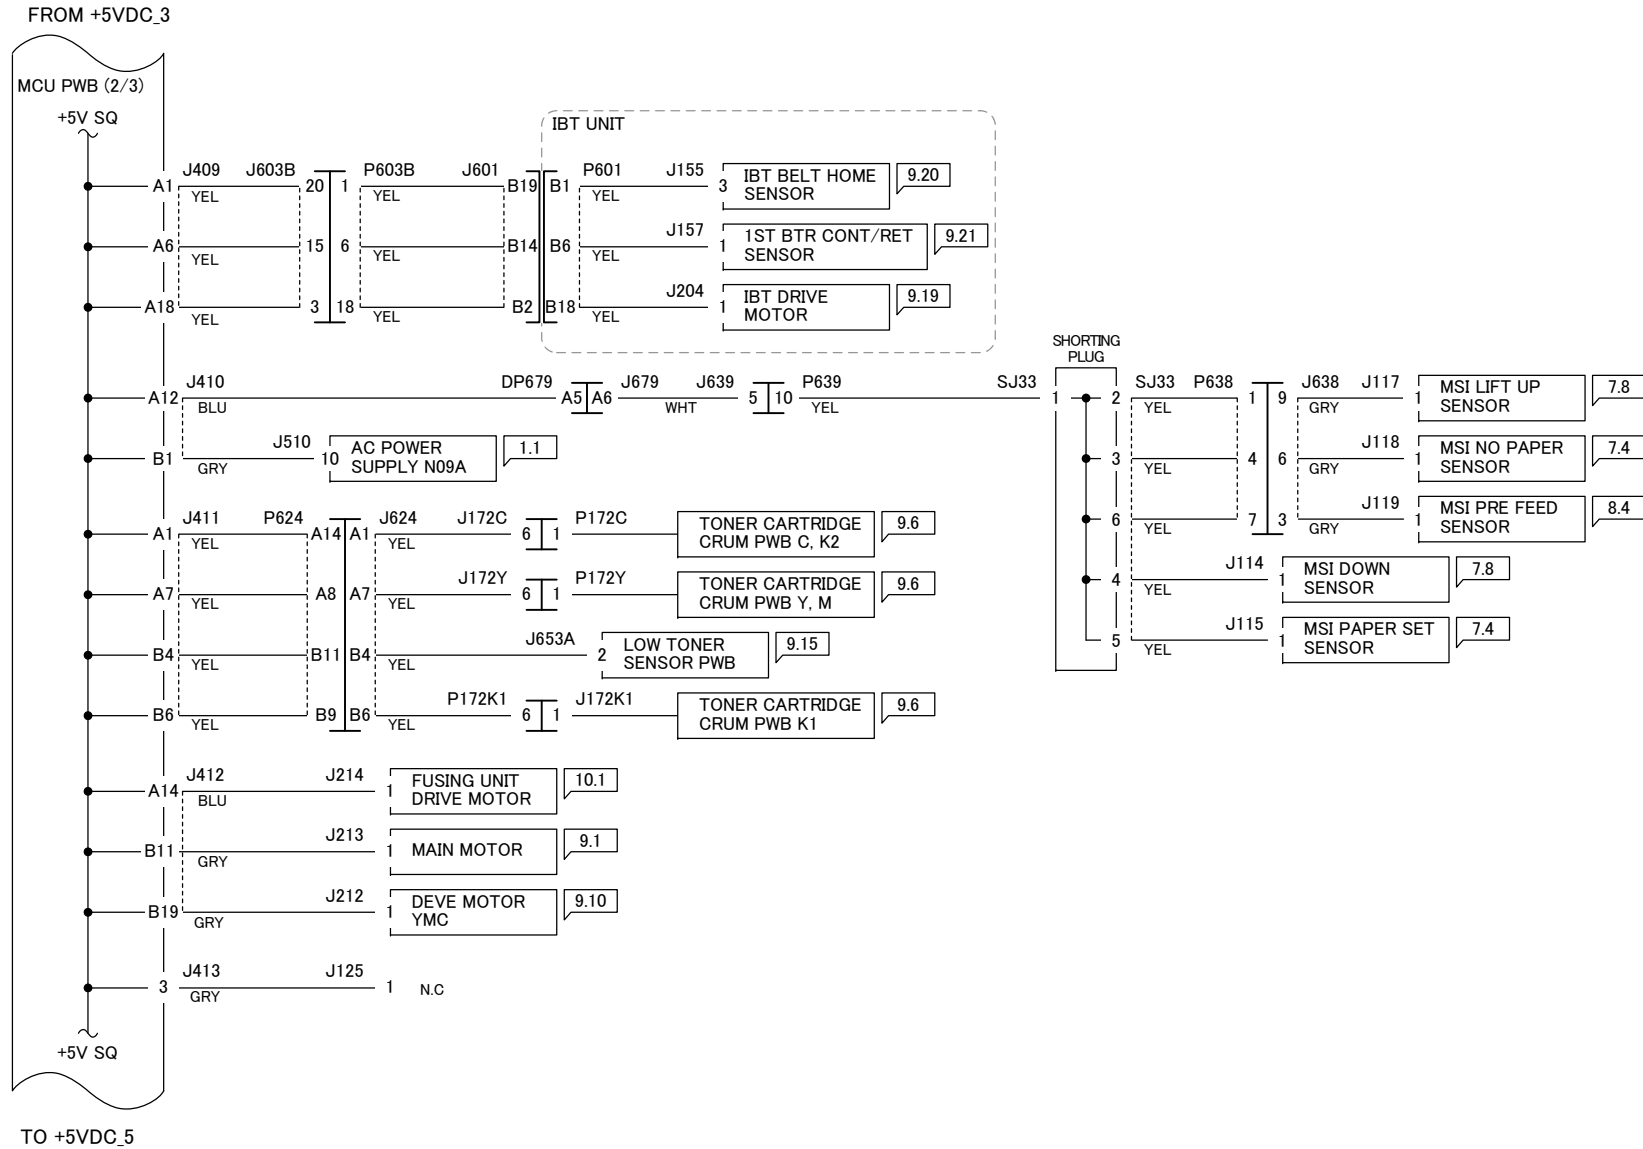 FROM +5VDC_3
MCU PWB (2/3)
+5V SQ
IBT UNIT
J409 J603B P603B J601 P601 J155
A1 YEL 20 1 YEL B19 B1 YEL 3 IBT BELT HOME SENSOR 9.20
J157
A6 YEL 15 6 YEL B14 B6 YEL 1 1ST BTR CONT/RET SENSOR 9.21
J204
A18 YEL 3 18 YEL B2 B18 YEL 1 IBT DRIVE MOTOR 9.19
SHORTING PLUG
J410 DP679 J679 J639 P639 SJ33 SJ33 P638 J638 J117
A12 BLU A5 A6 WHT 5 10 YEL 1 2 YEL 1 9 GRY 1 MSI LIFT UP SENSOR 7.8
J510 J118
B1 GRY 10 AC POWER SUPPLY N09A 1.1 3 YEL 4 6 GRY 1 MSI NO PAPER SENSOR 7.4
J411 P624 J624 J172C P172C J119
A1 YEL A14 A1 YEL 6 1 TONER CARTRIDGE CRUM PWB C, K2 9.6 6 YEL 7 3 GRY 1 MSI PRE FEED SENSOR 8.4
J172Y P172Y J114
A7 YEL A8 A7 YEL 6 1 TONER CARTRIDGE CRUM PWB Y, M 9.6 4 YEL 1 MSI DOWN SENSOR 7.8
J653A J115
B4 YEL B11 B4 YEL 2 LOW TONER SENSOR PWB 9.15 5 YEL 1 MSI PAPER SET SENSOR 7.4
P172K1 J172K1
B6 YEL B9 B6 YEL 6 1 TONER CARTRIDGE CRUM PWB K1 9.6
J412 J214
A14 BLU 1 FUSING UNIT DRIVE MOTOR 10.1
J213
B11 GRY 1 MAIN MOTOR 9.1
J212
B19 GRY 1 DEVE MOTOR YMC 9.10
J413 J125
3 GRY 1 N.C
+5V SQ
TO +5VDC_5